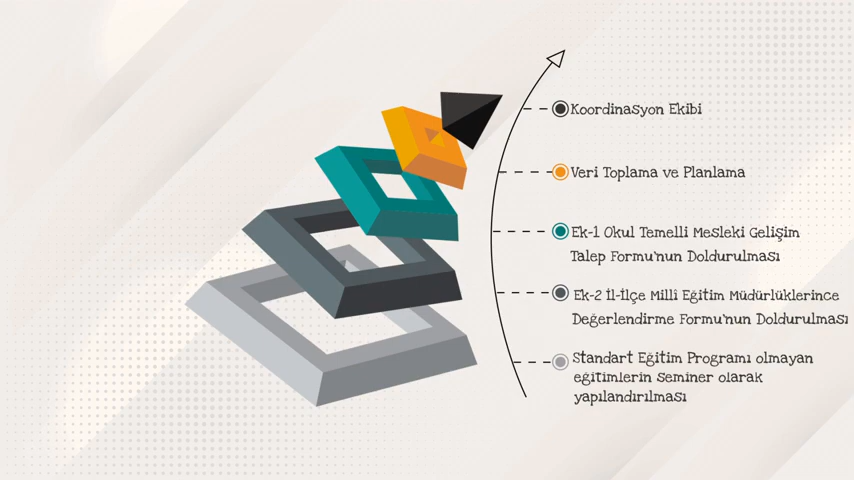 Koordinasyon Ekibi
Veri Toplama ve Planlama
Ek-1 Okul Temelli Mesleki Gelişim
Talep Formu'nun Doldurulması
Ek-2 İl-İlçe Millî Eğitim Müdürlüklerince
Değerlendirme Formu'nun Doldurulması
Standart Eğitim Programı olmayan
eğitimlerin seminer olarak
yapılandırılması